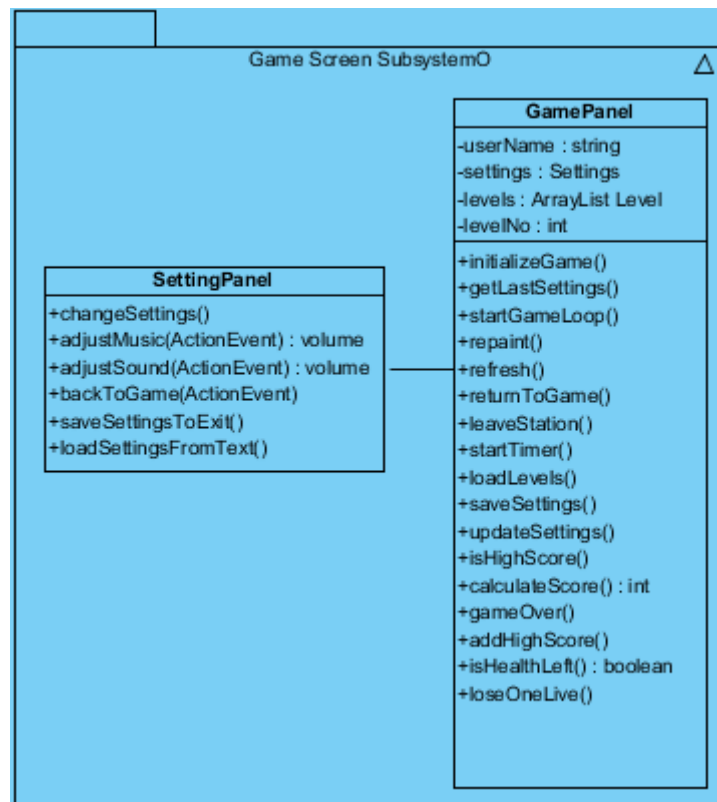 Game Screen SubsystemO
SettingPanel
+changeSettings()
+adjustMusic(ActionEvent) : volume
+adjustSound(ActionEvent) : volume
+backToGame(ActionEvent)
+saveSettingsToExit()
+loadSettingsFromText()
GamePanel
-userName : string
-settings : Settings
-levels : ArrayList Level
-levelNo : int
+initializeGame()
+getLastSettings()
+startGameLoop()
+repaint()
+refresh()
+returnToGame()
+leaveStation()
+startTimer()
+loadLevels()
+saveSettings()
+updateSettings()
+isHighScore()
+calculateScore() : int
+gameOver()
+addHighScore()
+isHealthLeft() : boolean
+loseOneLive()